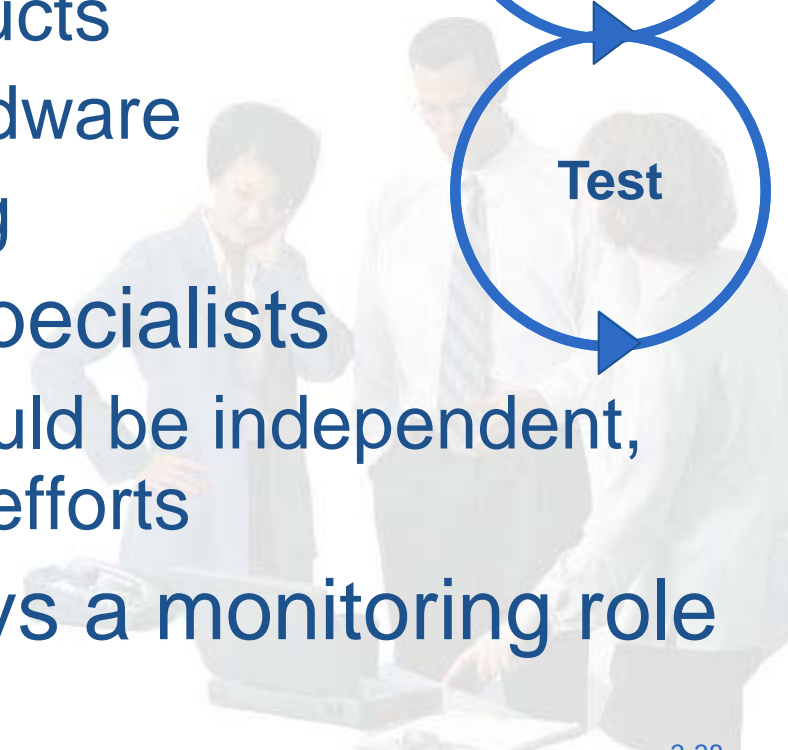 ucts
dware
Test
g
pecialists
uld be independent,
efforts
ys a monitoring role